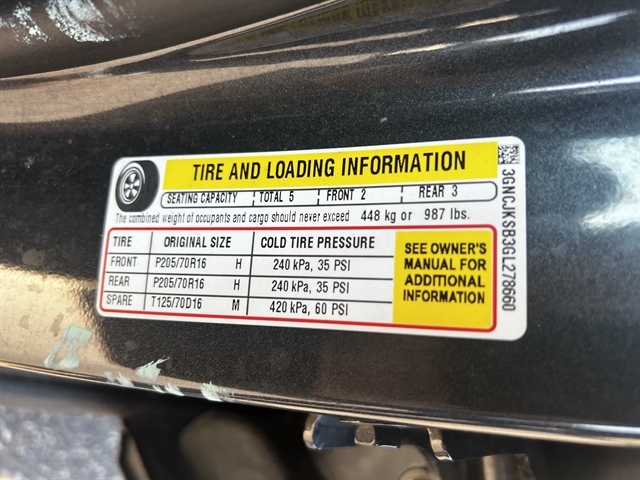 TIRE AND LOADING INFORMATION
SEATING CAPACITY TOTAL 5 FRONT 2 REAR 3
The combined weight of occupants and cargo should never exceed 448 kg or 987 lbs.
TIRE ORIGINAL SIZE COLD TIRE PRESSURE
FRONT P205/70R16 H 240 kPa, 35 PSI
REAR P205/70R16 H 240 kPa, 35 PSI
SPARE T125/70D16 M 420 kPa, 60 PSI
SEE OWNER'S
MANUAL FOR
ADDITIONAL
INFORMATION
3GNCJKSB3GL278660